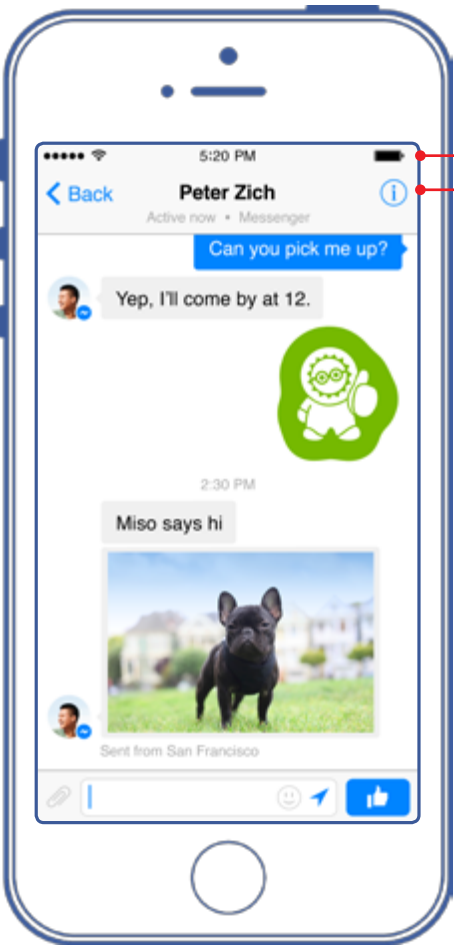 5:20 PM
Back
Peter Zich
Active now • Messenger
Can you pick me up?
Yep, I'll come by at 12.
2:30 PM
Miso says hi
Sent from San Francisco